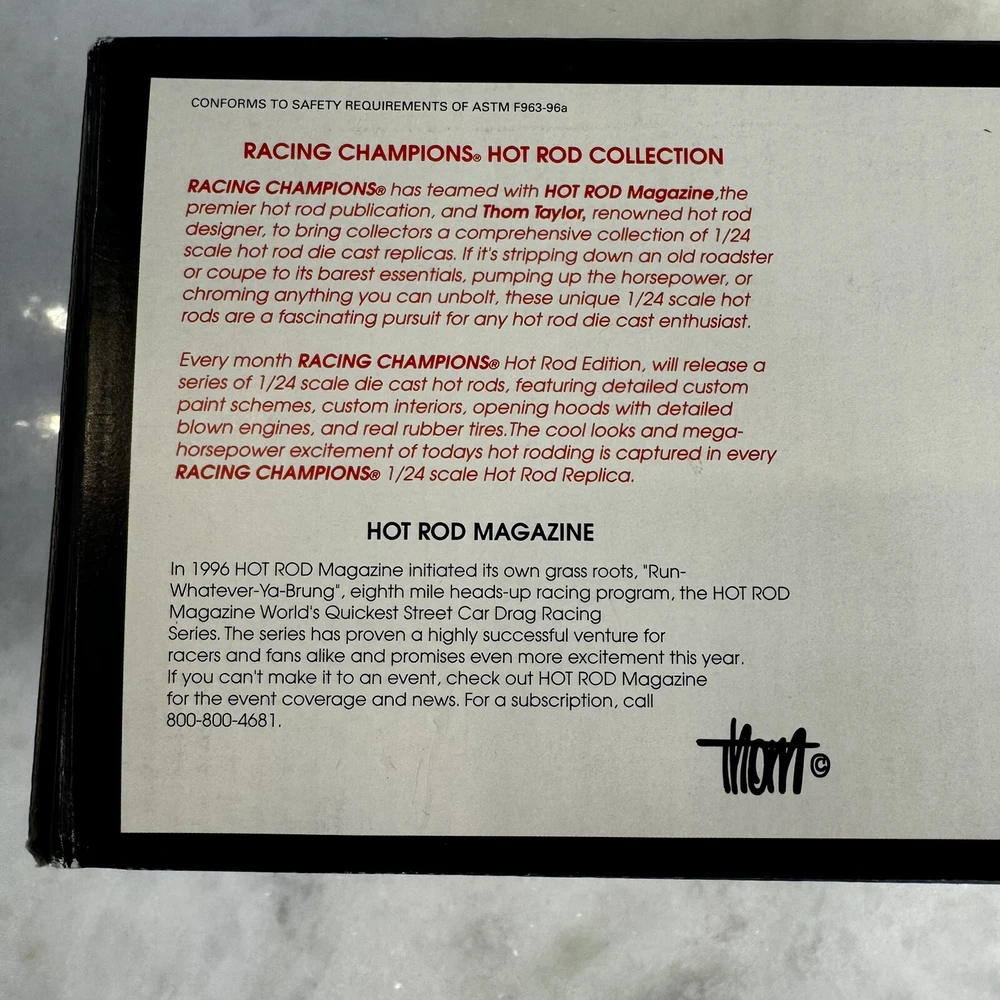 CONFORMS TO SAFETY REQUIREMENTS OF ASTM F963-96a
RACING CHAMPIONS® HOT ROD COLLECTION
RACING CHAMPIONS® has teamed with HOT ROD Magazine,the
premier hot rod publication, and Thom Taylor, renowned hot rod
designer, to bring collectors a comprehensive collection of 1/24
scale hot rod die cast replicas. If it's stripping down an old roadster
or coupe to its barest essentials, pumping up the horsepower, or
chroming anything you can unbolt, these unique 1/24 scale hot
rods are a fascinating pursuit for any hot rod die cast enthusiast.
Every month RACING CHAMPIONS® Hot Rod Edition, will release a
series of 1/24 scale die cast hot rods, featuring detailed custom
paint schemes, custom interiors, opening hoods with detailed
blown engines, and real rubber tires. The cool looks and mega-
horsepower excitement of todays hot rodding is captured in every
RACING CHAMPIONS® 1/24 scale Hot Rod Replica.
HOT ROD MAGAZINE
In 1996 HOT ROD Magazine initiated its own grass roots, "Run-
Whatever-Ya-Brung", eighth mile heads-up racing program, the HOT ROD
Magazine World's Quickest Street Car Drag Racing
Series. The series has proven a highly successful venture for
racers and fans alike and promises even more excitement this year.
If you can't make it to an event, check out HOT ROD Magazine
for the event coverage and news. For a subscription, call
800-800-4681.
Thom ©